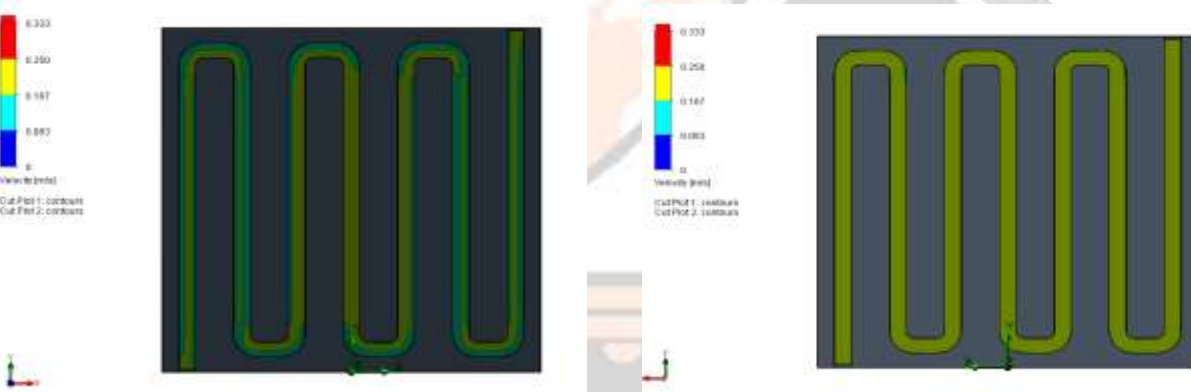 0.333
0.250
0.167
0.083
0
Velocity [m/s]
Cut Plot 1: contours
Cut Plot 2: contours
Y
X
0.333
0.250
0.167
0.083
0
Velocity [m/s]
Cut Plot 1: contours
Cut Plot 2: contours
Y